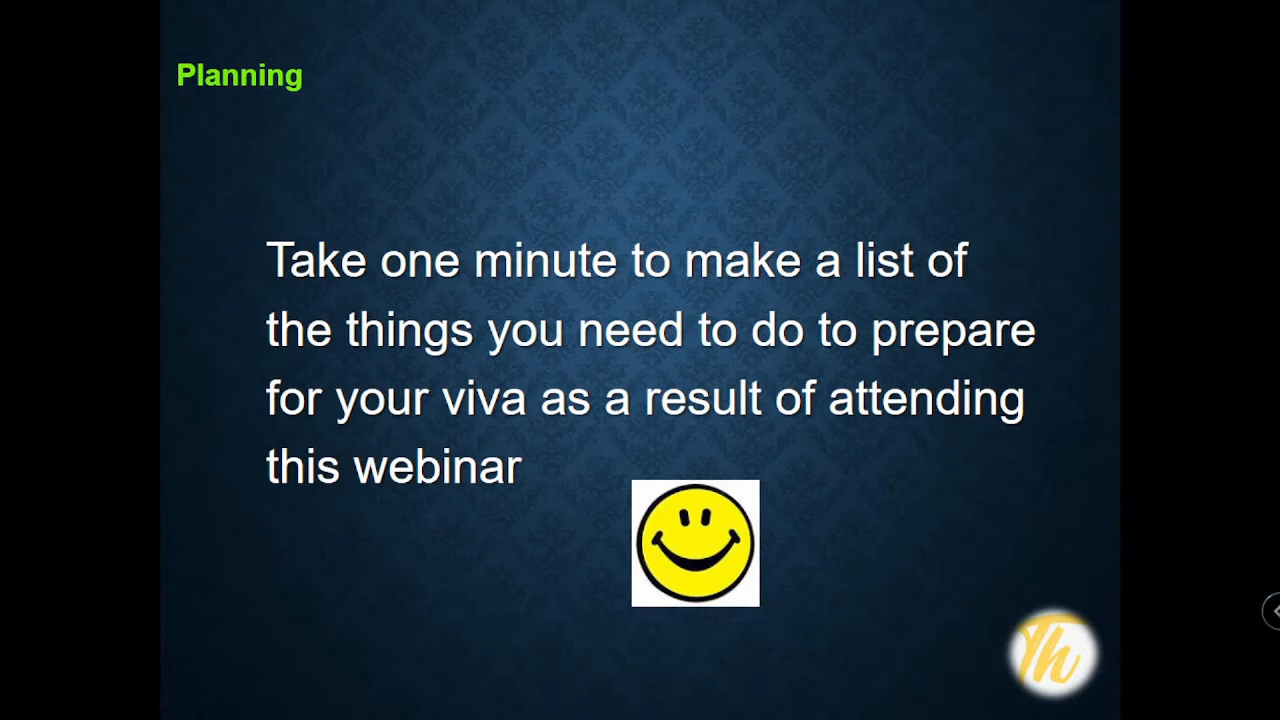 Planning
Take one minute to make a list of
the things you need to do to prepare
for your viva as a result of attending
this webinar
Th